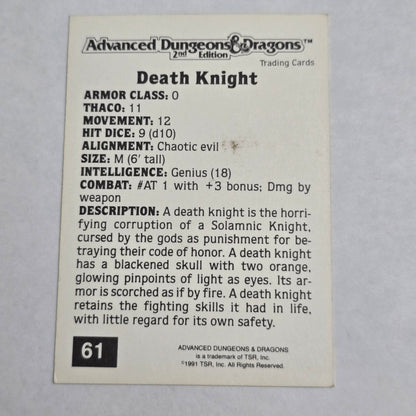 Advanced Dungeons & Dragons™
2nd Edition
Trading Cards
Death Knight
ARMOR CLASS: 0
THACO: 11
MOVEMENT: 12
HIT DICE: 9 (d10)
ALIGNMENT: Chaotic evil
SIZE: M (6' tall)
INTELLIGENCE: Genius (18)
COMBAT: #AT 1 with +3 bonus; Dmg by
weapon
DESCRIPTION: A death knight is the horri-
fying corruption of a Solamnic Knight,
cursed by the gods as punishment for be-
traying their code of honor. A death knight
has a blackened skull with two orange,
glowing pinpoints of light as eyes. Its ar-
mor is scorched as if by fire. A death knight
retains the fighting skills it had in life,
with little regard for its own safety.
61
ADVANCED DUNGEONS & DRAGONS
is a trademark of TSR, Inc.
©1991 TSR, Inc. All Rights Reserved.